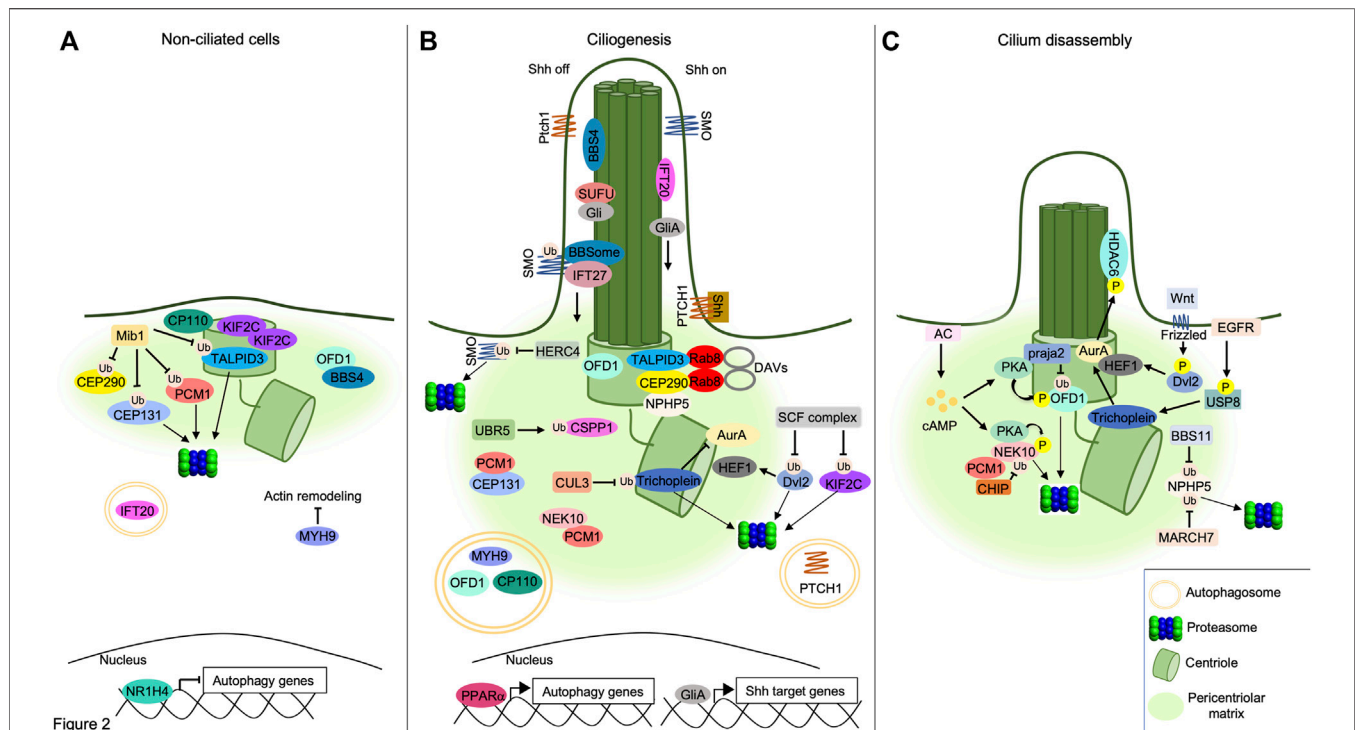 A
Non-ciliated cells
Mib1
CP110
KIF2C
KIF2C
Ub
TALPID3
OFD1
BBS4
Ub
CEP290
Ub
PCM1
Ub
CEP131
IFT20
Actin remodeling
MYH9
Nucleus
NR1H4
Autophagy genes
Figure 2
B
Ciliogenesis
Shh off
Shh on
Ptch1
SMO
BBS4
IFT20
SUFU
Gli
GliA
Ub
BBSome
SMO
IFT27
PTCH1
Shh
SMO
Ub
HERC4
OFD1
TALPID3
Rab8
CEP290
Rab8
DAVs
NPHP5
UBR5
Ub
CSPP1
AurA
SCF complex
PCM1
CEP131
HEF1
Ub
Dvl2
Ub
KIF2C
CUL3
Ub
Trichoplein
NEK10
PCM1
MYH9
OFD1
CP110
PTCH1
Nucleus
PPARα
Autophagy genes
GliA
Shh target genes
C
Cilium disassembly
HDAC6
P
Wnt
Frizzled
EGFR
AC
praja2
AurA
HEF1
P
Dvl2
P
USP8
PKA
Ub
P
OFD1
cAMP
Trichoplein
PKA
P
NEK10
PCM1
Ub
CHIP
BBS11
Ub
NPHP5
Ub
MARCH7
Autophagosome
Proteasome
Centriole
Pericentriolar
matrix